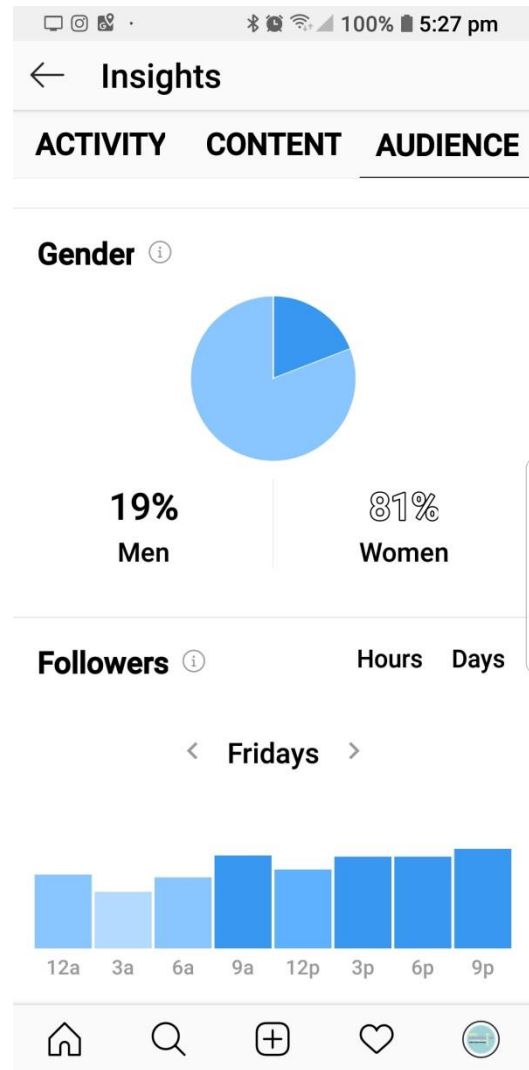 100% 5:27 pm
Insights
ACTIVITY CONTENT AUDIENCE
Gender
19% 81%
Men Women
Followers Hours Days
Fridays
12a 3a 6a 9a 12p 3p 6p 9p